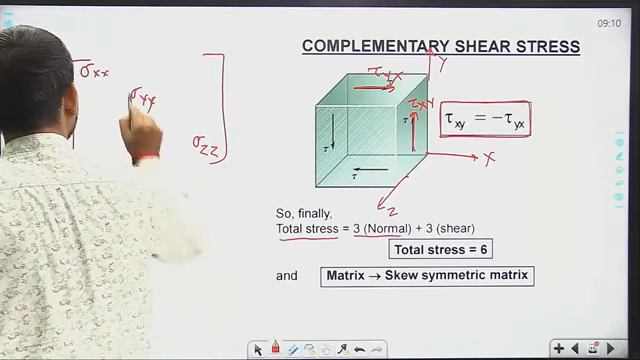 09:10
COMPLEMENTARY SHEAR STRESS
σxx
σyy
σzz
τyx
Y
τxy
τ
τ
τ
X
Z
τxy = -τyx
So, finally,
Total stress = 3 (Normal) + 3 (shear)
Total stress = 6
and
Matrix → Skew symmetric matrix